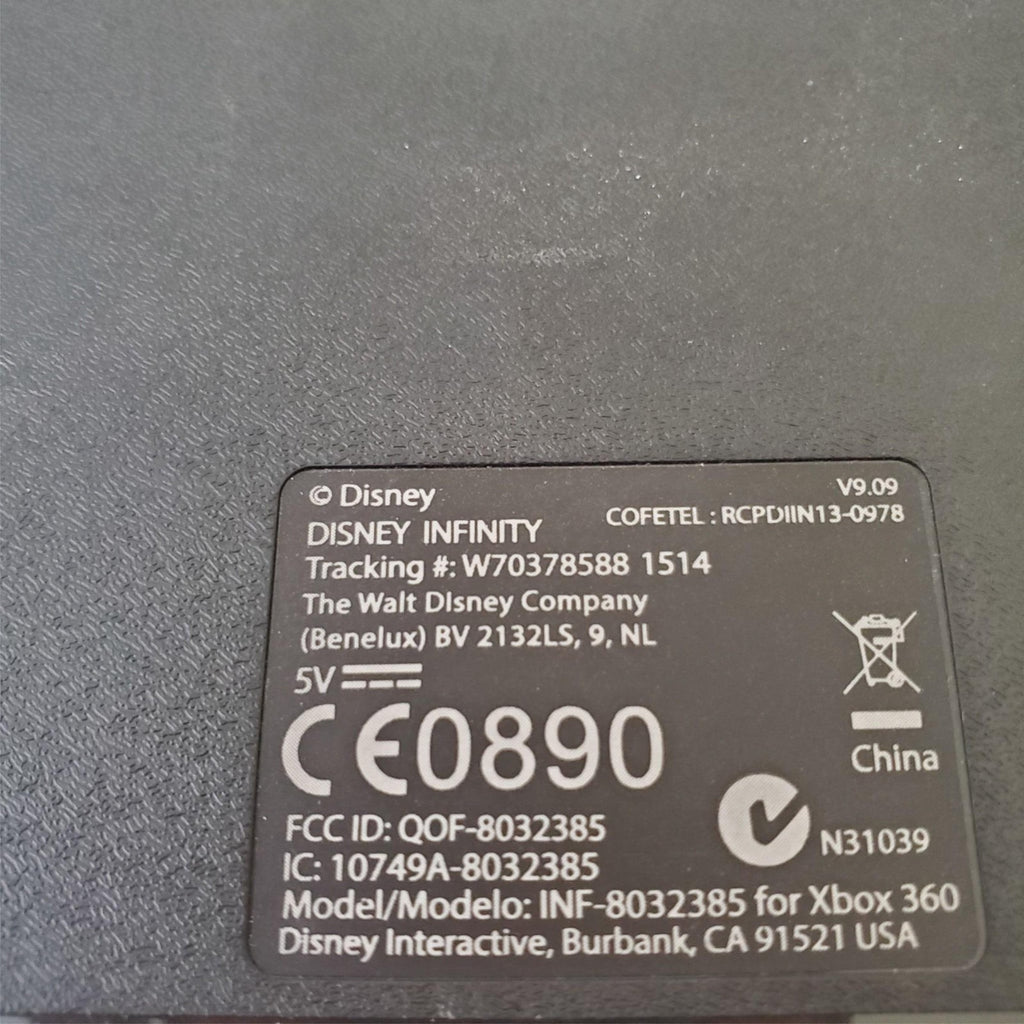 © Disney
V9.09
DISNEY INFINITY
COFETEL : RCPDIIN13-0978
Tracking #: W70378588 1514
The Walt Disney Company
(Benelux) BV 2132LS, 9, NL
5V
CE0890
China
FCC ID: QOF-8032385
N31039
IC: 10749A-8032385
Model/Modelo: INF-8032385 for Xbox 360
Disney Interactive, Burbank, CA 91521 USA